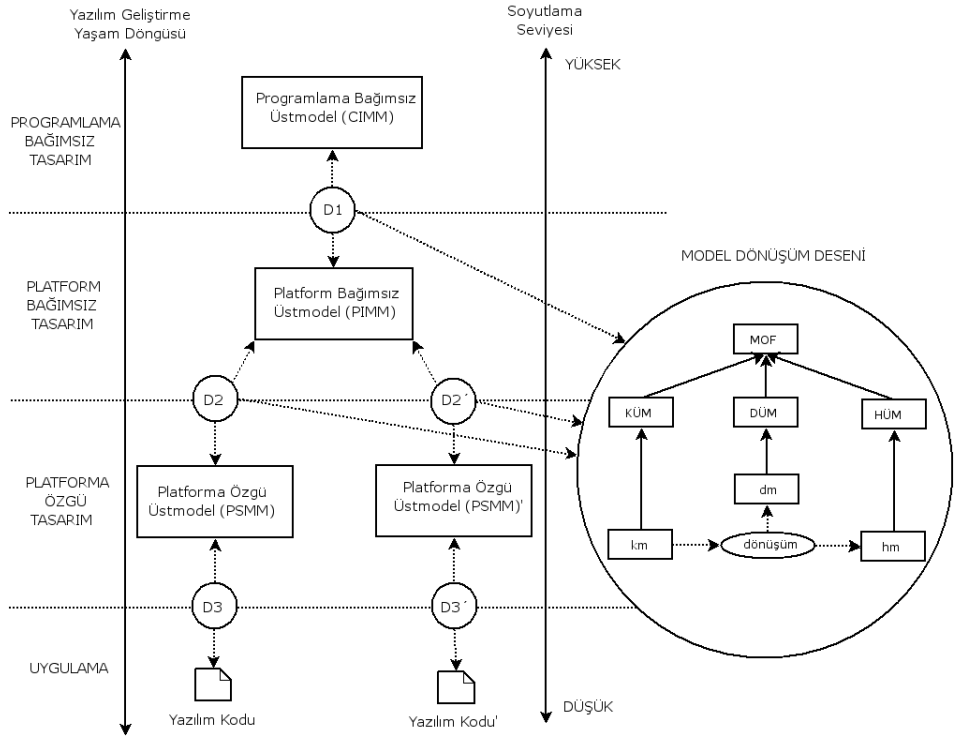 Yazılım Geliştirme
Yaşam Döngüsü
Soyutlama
Seviyesi
YÜKSEK
PROGRAMLAMA
BAĞIMSIZ
TASARIM
Programlama Bağımsız
Üstmodel (CIMM)
D1
PLATFORM
BAĞIMSIZ
TASARIM
Platform Bağımsız
Üstmodel (PIMM)
MODEL DÖNÜŞÜM DESENİ
MOF
KÜM
DÜM
HÜM
dm
km
dönüşüm
hm
D2
D2´
PLATFORMA
ÖZGÜ
TASARIM
Platforma Özgü
Üstmodel (PSMM)
Platforma Özgü
Üstmodel (PSMM)'
D3
D3´
UYGULAMA
Yazılım Kodu
Yazılım Kodu'
DÜŞÜK